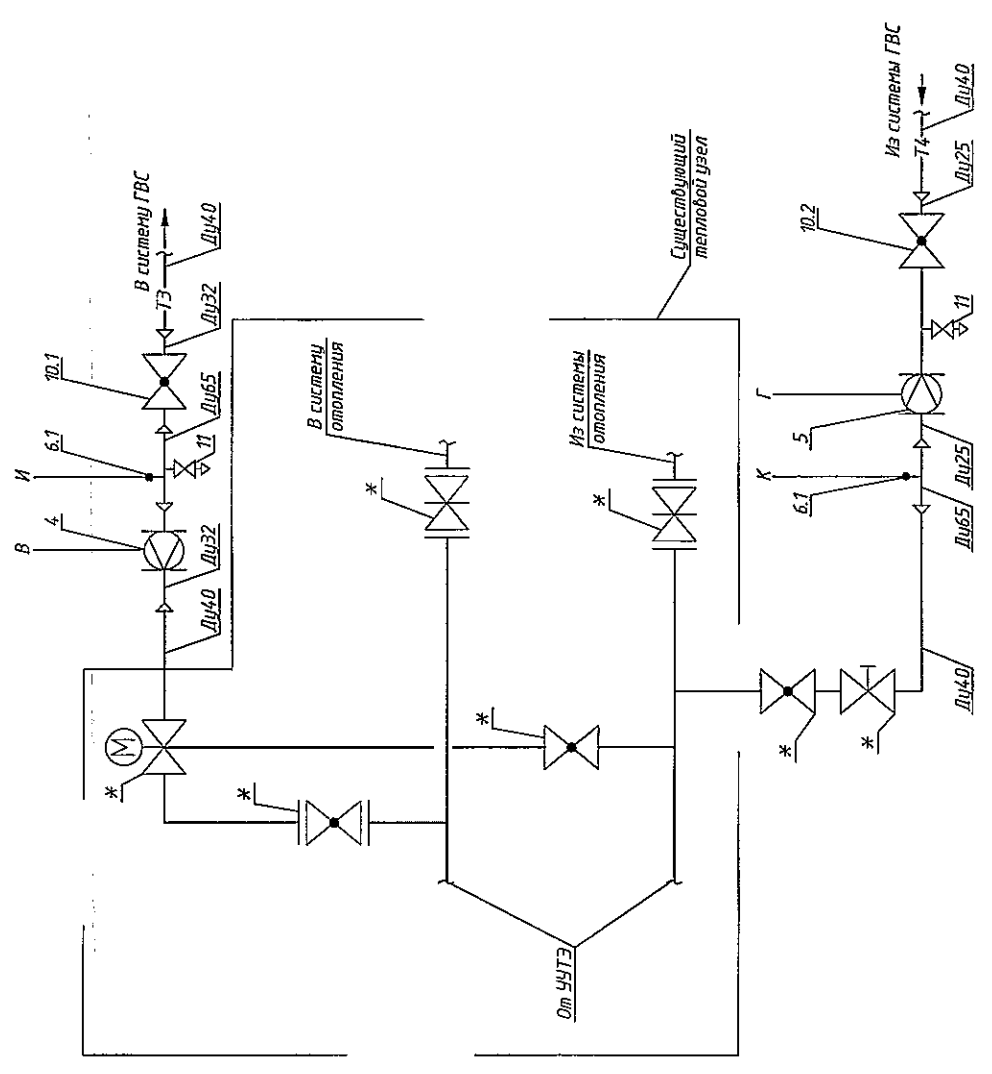 В
4
И
6.1
10.1
В систему ГВС
Т3
Ду40
Ду32
Ду65
11
Ду32
Ду40
М
*
*
*
В систему
отопления
*
Из системы
отопления
*
Существующий
тепловой узел
От УУТЭ
*
*
Г
5
К
6.1
10.2
Из системы ГВС
Т4
Ду40
Ду25
11
Ду25
Ду65
Ду40